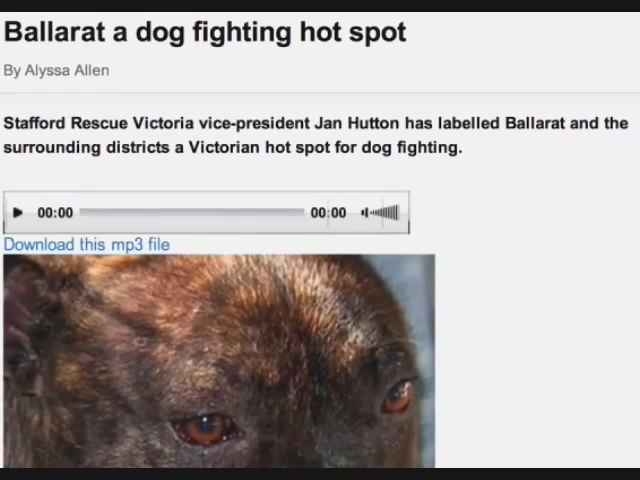 Ballarat a dog fighting hot spot
By Alyssa Allen
Stafford Rescue Victoria vice-president Jan Hutton has labelled Ballarat and the
surrounding districts a Victorian hot spot for dog fighting.
00:00 00:00
Download this mp3 file